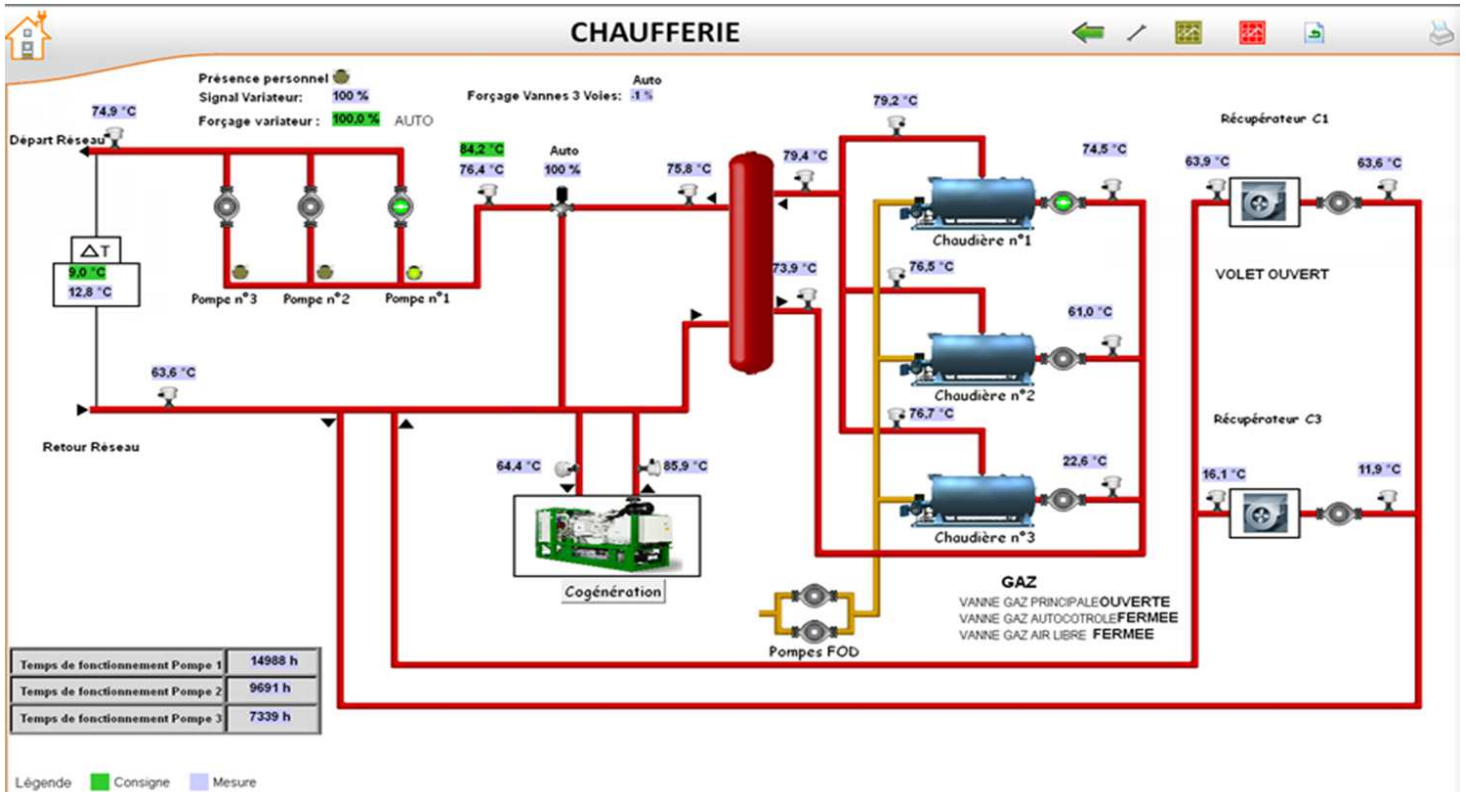 CHAUFFERIE
Présence personnel
Signal Variateur: 100 %
Forçage variateur : 100,0 % AUTO
Auto
Forçage Vannes 3 Voies: -1 %
74,9 °C
Départ Réseau
84,2 °C
76,4 °C
Auto
100 %
75,8 °C
79,4 °C
79,2 °C
74,5 °C
Chaudière n°1
Récupérateur C1
63,9 °C
63,6 °C
VOLET OUVERT
ΔT
9,0 °C
12,8 °C
Pompe n°3
Pompe n°2
Pompe n°1
73,9 °C
76,5 °C
61,0 °C
Chaudière n°2
63,6 °C
Retour Réseau
76,7 °C
22,6 °C
Chaudière n°3
Récupérateur C3
16,1 °C
11,9 °C
64,4 °C
85,9 °C
Cogénération
GAZ
VANNE GAZ PRINCIPALE OUVERTE
VANNE GAZ AUTOCOTROLE FERMEE
VANNE GAZ AIR LIBRE FERMEE
Pompes FOD
Temps de fonctionnement Pompe 1 14988 h
Temps de fonctionnement Pompe 2 9691 h
Temps de fonctionnement Pompe 3 7339 h
Légende Consigne Mesure